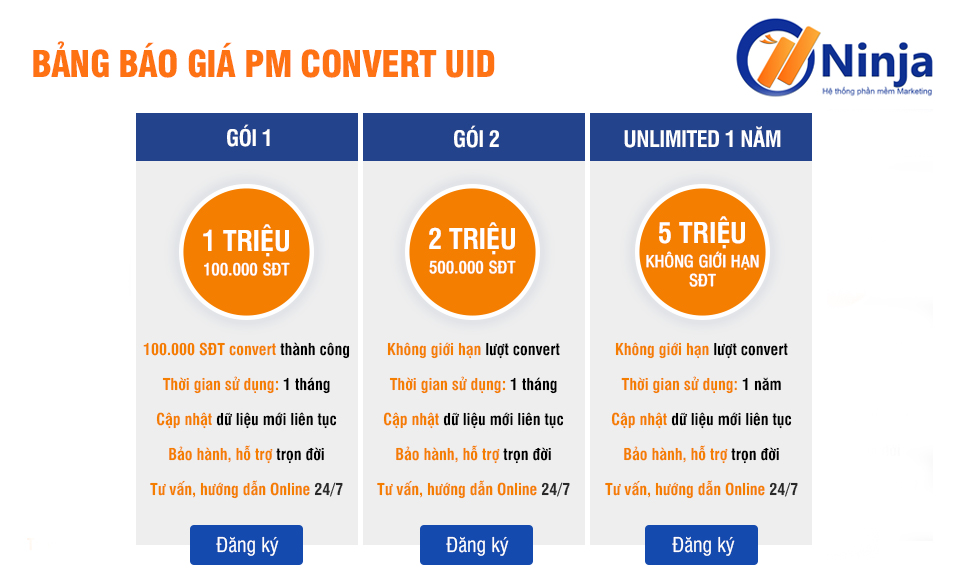 BẢNG BÁO GIÁ PM CONVERT UID
Ninja
Hệ thống phần mềm Marketing
GÓI 1
1 TRIỆU
100.000 SĐT
100.000 SĐT convert thành công
Thời gian sử dụng: 1 tháng
Cập nhật dữ liệu mới liên tục
Bảo hành, hỗ trợ trọn đời
Tư vấn, hướng dẫn Online 24/7
Đăng ký
GÓI 2
2 TRIỆU
500.000 SĐT
Không giới hạn lượt convert
Thời gian sử dụng: 1 tháng
Cập nhật dữ liệu mới liên tục
Bảo hành, hỗ trợ trọn đời
Tư vấn, hướng dẫn Online 24/7
Đăng ký
UNLIMITED 1 NĂM
5 TRIỆU
KHÔNG GIỚI HẠN
SĐT
Không giới hạn lượt convert
Thời gian sử dụng: 1 năm
Cập nhật dữ liệu mới liên tục
Bảo hành, hỗ trợ trọn đời
Tư vấn, hướng dẫn Online 24/7
Đăng ký